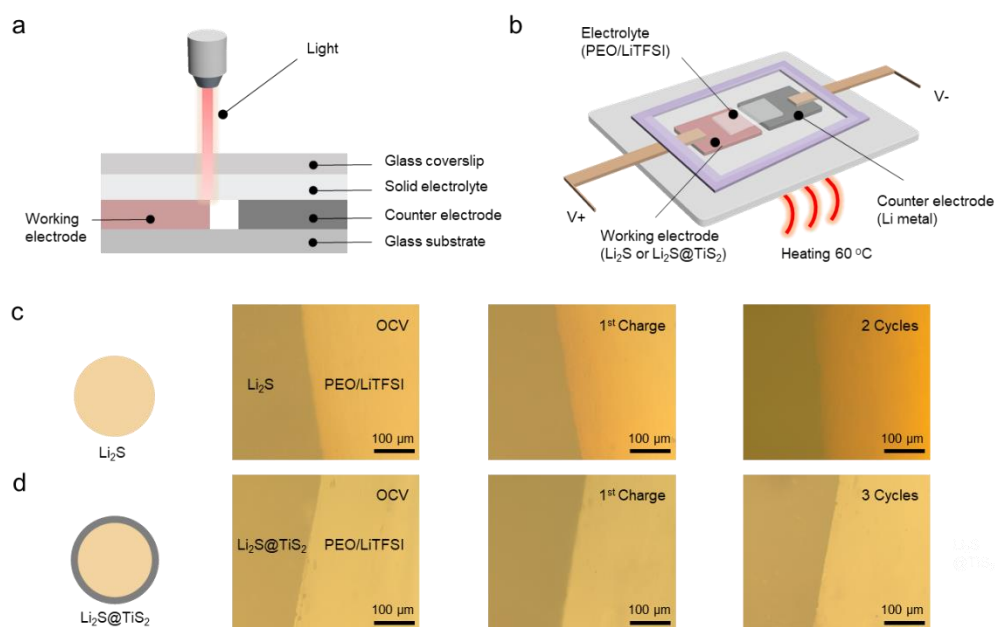 a
Light
Glass coverslip
Solid electrolyte
Working
electrode
Counter electrode
Glass substrate
b
Electrolyte
(PEO/LiTFSI)
V-
V+
Counter electrode
(Li metal)
Working electrode
(Li₂S or Li₂S@TiS₂)
Heating 60 °C
c
Li₂S
OCV
Li₂S
PEO/LiTFSI
100 µm
1st Charge
100 µm
2 Cycles
100 µm
d
Li₂S@TiS₂
OCV
Li₂S@TiS₂
PEO/LiTFSI
100 µm
1st Charge
100 µm
3 Cycles
100 µm